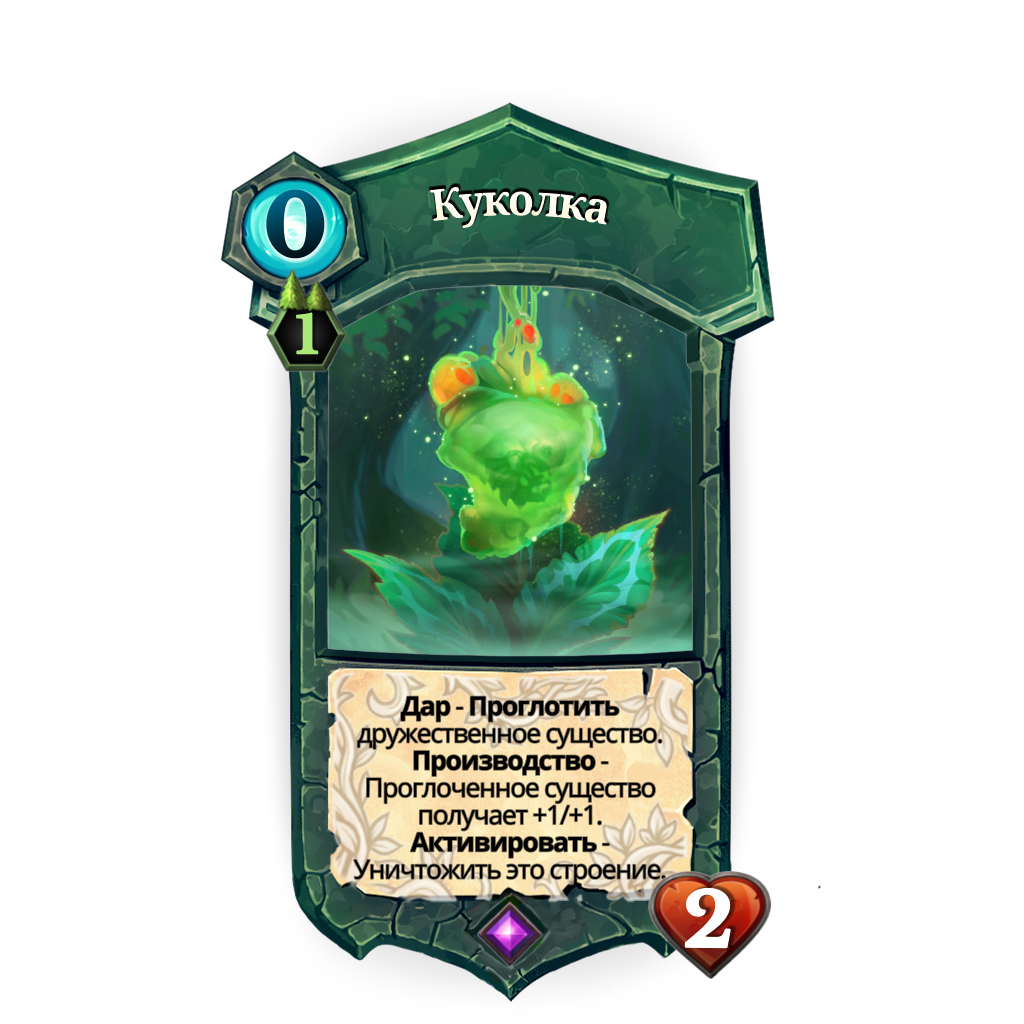 Куколка
0
1
Дар - Проглотить
дружественное существо.
Производство -
Проглоченное существо
получает +1/+1.
Активировать -
Уничтожить это строение.
2